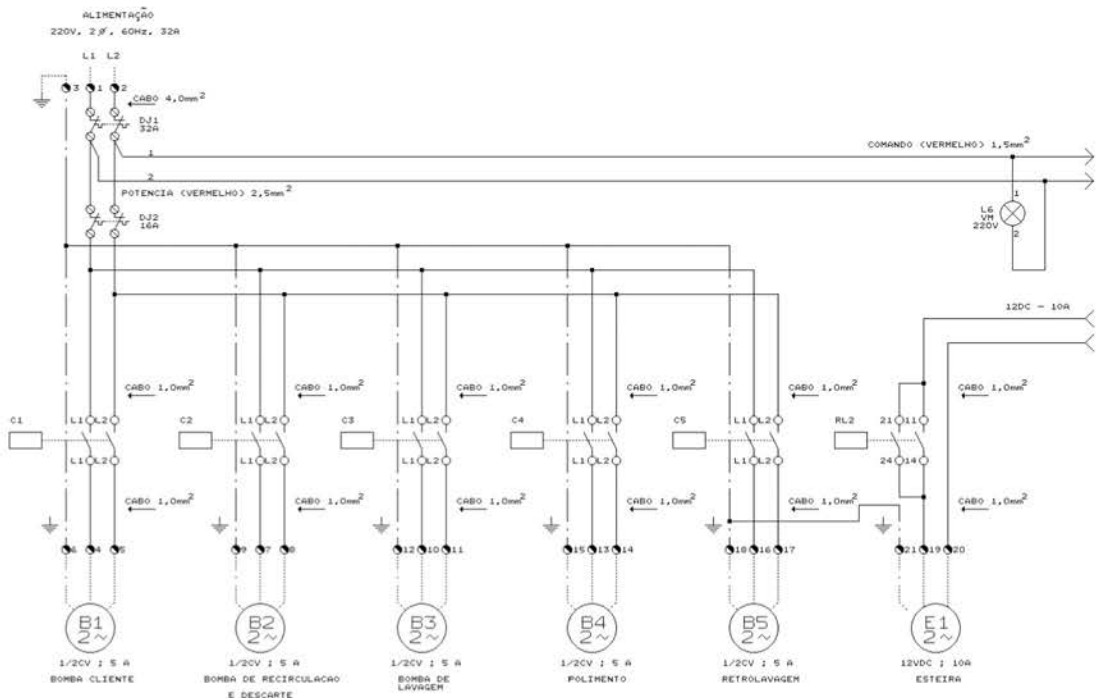 ALIMENTAÇÃO
220V, 2Ø, 60Hz, 32A
L1 L2
3 1 2
CABO 4,0mm²
DJ1
32A
1
COMANDO (VERMELHO) 1,5mm²
2
POTENCIA (VERMELHO) 2,5mm²
DJ2
16A
1
L6
VM
220V
2
12DC - 10A
CABO 1,0mm² CABO 1,0mm² CABO 1,0mm² CABO 1,0mm² CABO 1,0mm² CABO 1,0mm²
C1 L1 L2 C2 L1 L2 C3 L1 L2 C4 L1 L2 C5 L1 L2 RL2 21 11
L1 L2 L1 L2 L1 L2 L1 L2 L1 L2 24 14
CABO 1,0mm² CABO 1,0mm² CABO 1,0mm² CABO 1,0mm² CABO 1,0mm² CABO 1,0mm²
6 4 5 9 7 8 12 10 11 15 13 14 18 16 17 21 19 20
B1 B2 B3 B4 B5 E1
2~ 2~ 2~ 2~ 2~ 2~
1/2CV ; 5 A 1/2CV ; 5 A 1/2CV ; 5 A 1/2CV ; 5 A 1/2CV ; 5 A 12VDC ; 10A
BOMBA CLIENTE
BOMBA DE RECIRCULACAO
E DESCARTE
BOMBA DE
LAVAGEM
POLIMENTO
RETROLAVAGEM
ESTEIRA